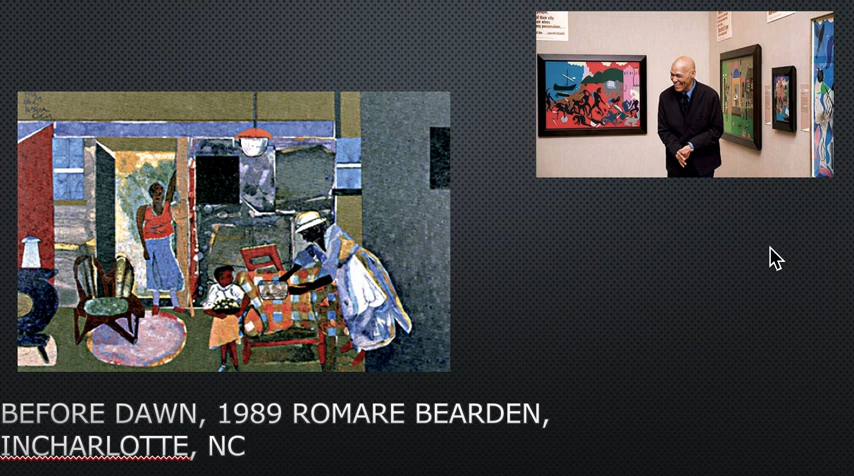 BEFORE DAWN, 1989 ROMARE BEARDEN,
INCHARLOTTE, NC